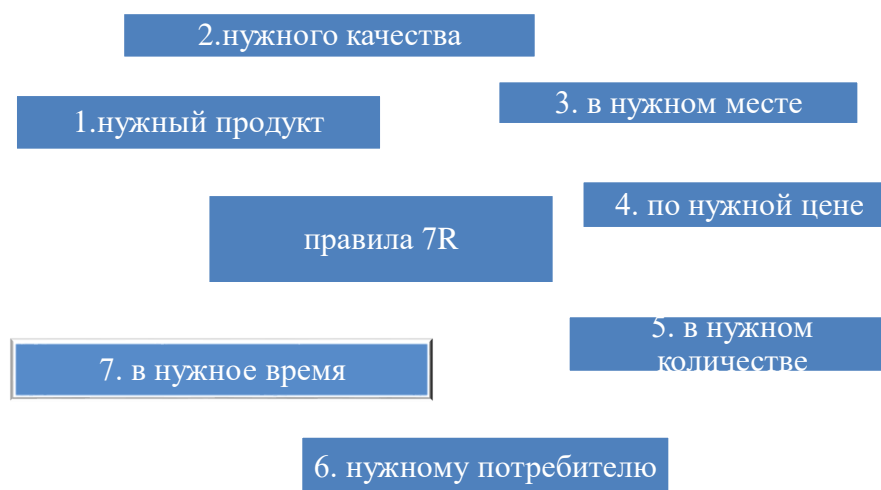 2.нужного качества
3. в нужном месте
1.нужный продукт
4. по нужной цене
правила 7R
5. в нужном
количестве
7. в нужное время
6. нужному потребителю